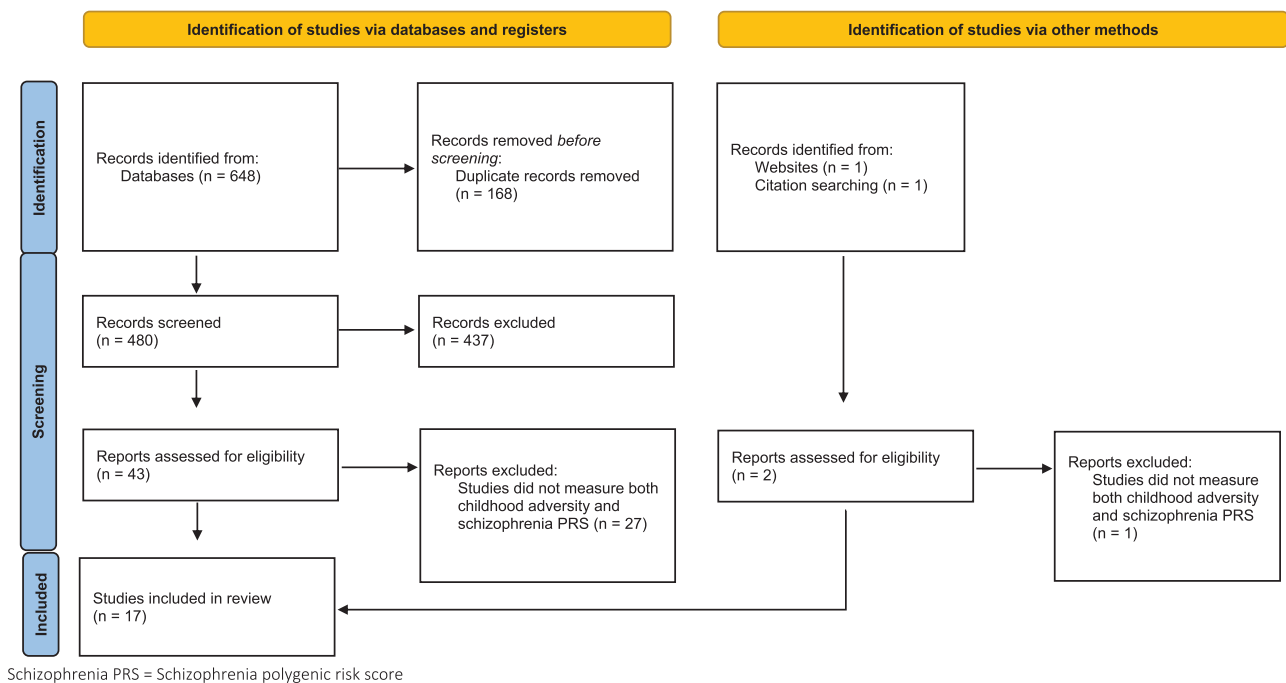 Identification of studies via databases and registers
Identification of studies via other methods
Identification
Records identified from:
Databases (n = 648)
Records removed before
screening:
Duplicate records removed
(n = 168)
Records identified from:
Websites (n = 1)
Citation searching (n = 1)
Screening
Records screened
(n = 480)
Records excluded
(n = 437)
Reports assessed for eligibility
(n = 43)
Reports excluded:
Studies did not measure both
childhood adversity and
schizophrenia PRS (n = 27)
Reports assessed for eligibility
(n = 2)
Reports excluded:
Studies did not measure
both childhood adversity
and schizophrenia PRS
(n = 1)
Included
Studies included in review
(n = 17)
Schizophrenia PRS = Schizophrenia polygenic risk score